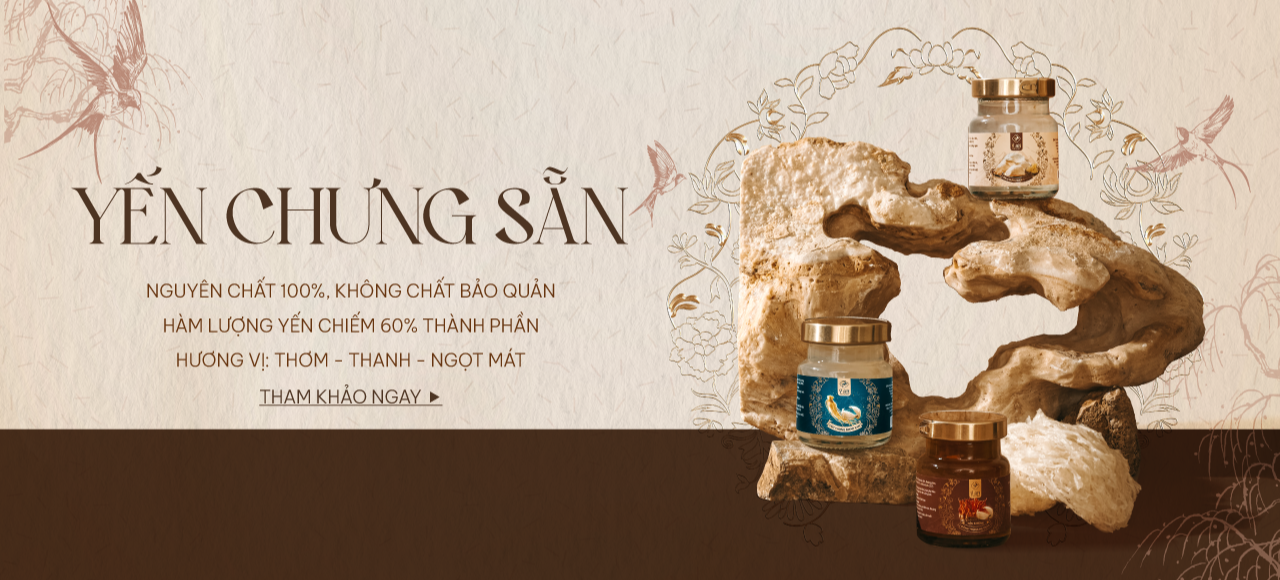 YẾN CHƯNG SẴN
NGUYÊN CHẤT 100%, KHÔNG CHẤT BẢO QUẢN
HÀM LƯỢNG YẾN CHIẾM 60% THÀNH PHẦN
HƯƠNG VỊ: THƠM - THANH - NGỌT MÁT
THAM KHẢO NGAY ▶